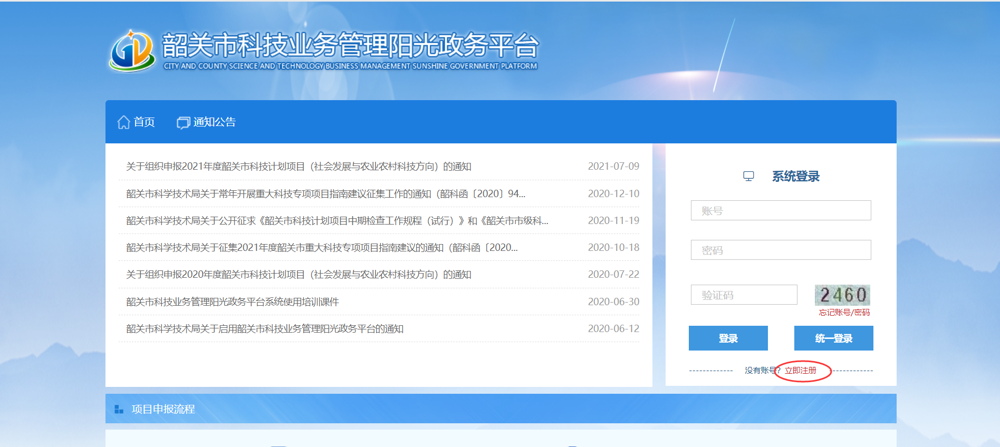 韶关市科技业务管理阳光政务平台
CITY AND COUNTY SCIENCE AND TECHNOLOGY BUSINESS MANAGEMENT SUNSHINE GOVERNMENT PLATFORM
首页 通知公告
关于组织申报2021年度韶关市科技计划项目（社会发展与农业农村科技方向）的通知 2021-07-09
韶关市科学技术局关于常年开展重大科技专项项目指南建议征集工作的通知（韶科函〔2020〕94... 2020-12-10
韶关市科学技术局关于公开征求《韶关市科技计划项目中期检查工作规程（试行）》和《韶关市市级科... 2020-11-19
韶关市科学技术局关于征集2021年度韶关市重大科技专项项目指南建议的通知（韶科函〔2020... 2020-10-18
关于组织申报2020年度韶关市科技计划项目（社会发展与农业农村科技方向）的通知 2020-07-22
韶关市科技业务管理阳光政务平台系统使用培训课件 2020-06-30
韶关市科学技术局关于启用韶关市科技业务管理阳光政务平台的通知 2020-06-12
系统登录
账号
密码
验证码 2460
忘记账号/密码
登录 统一登录
------------- 没有账号？立即注册 -------------
项目申报流程